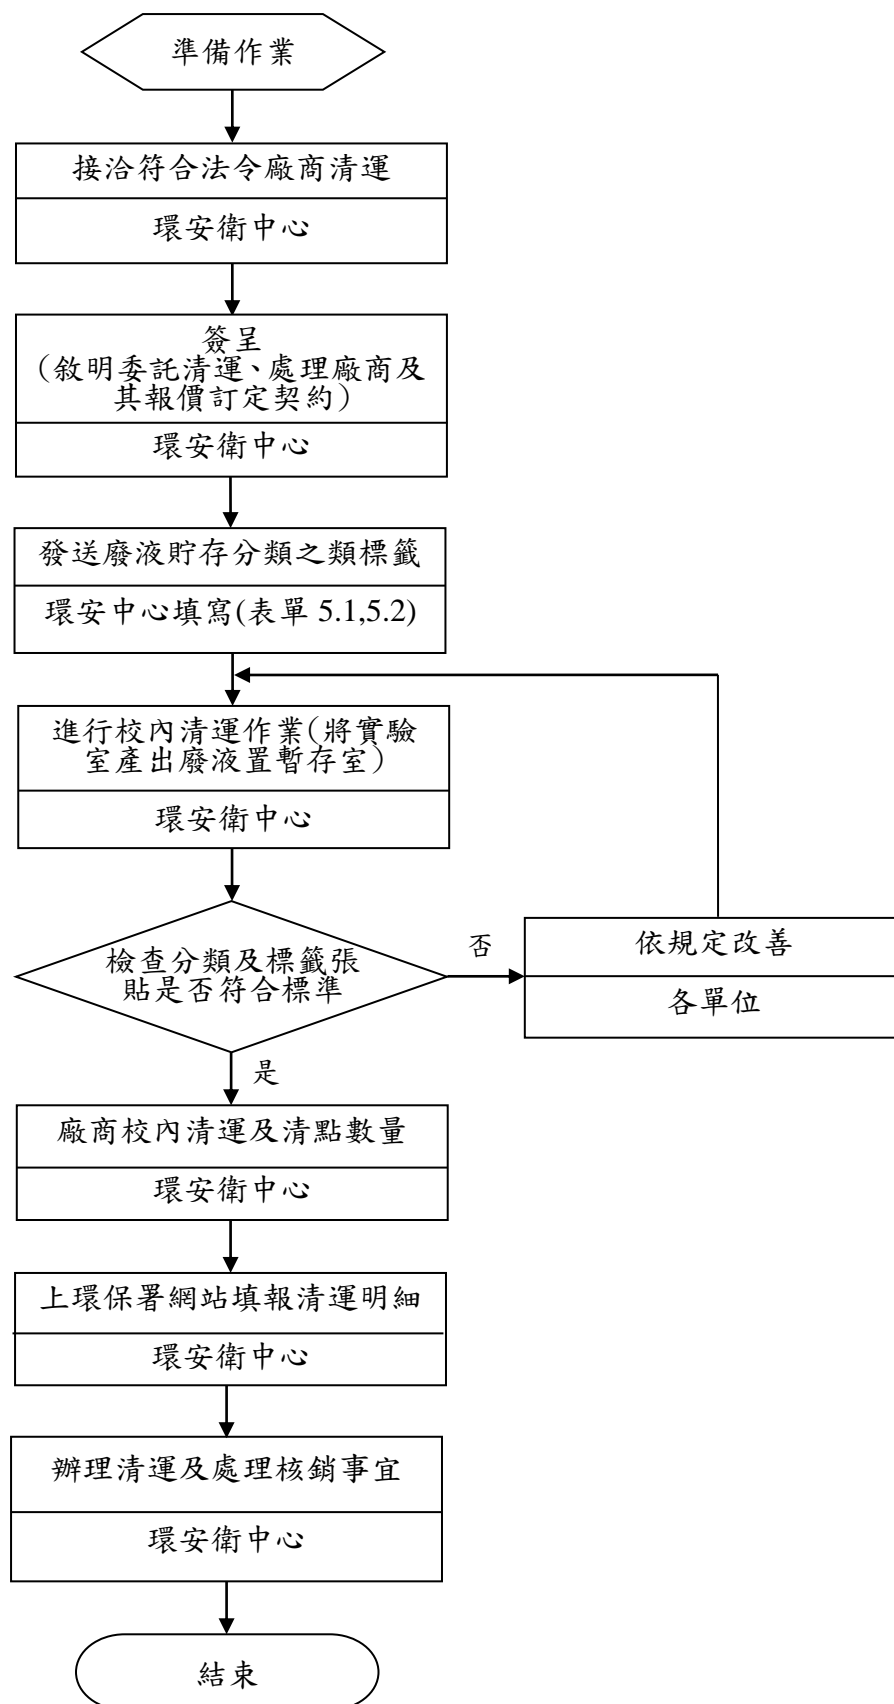 準備作業
接洽符合法令廠商清運
環安衛中心
簽呈
(敘明委託清運、處理廠商及
其報價訂定契約)
環安衛中心
發送廢液貯存分類之類標籤
環安中心填寫(表單 5.1,5.2)
進行校內清運作業(將實驗
室產出廢液置暫存室)
環安衛中心
檢查分類及標籤張
貼是否符合標準
否
依規定改善
各單位
是
廠商校內清運及清點數量
環安衛中心
上環保署網站填報清運明細
環安衛中心
辦理清運及處理核銷事宜
環安衛中心
結束